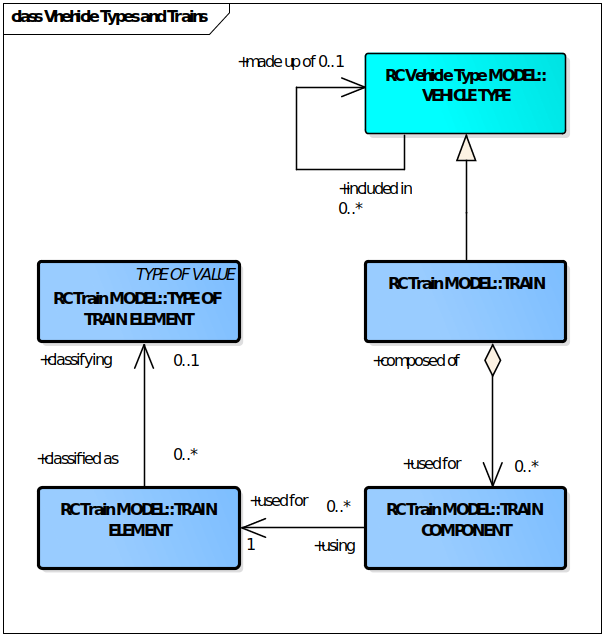 class Vhehicle Types and Trains
+made up of 0..1
RC Vehicle Type MODEL::
VEHICLE TYPE
+included in
0..*
TYPE OF VALUE
RC Train MODEL::TYPE OF
TRAIN ELEMENT
RC Train MODEL::TRAIN
+classifying
0..1
+composed of
+classified as
0..*
+used for
0..*
RC Train MODEL::TRAIN
ELEMENT
+used for
0..*
1
+using
RC Train MODEL::TRAIN
COMPONENT